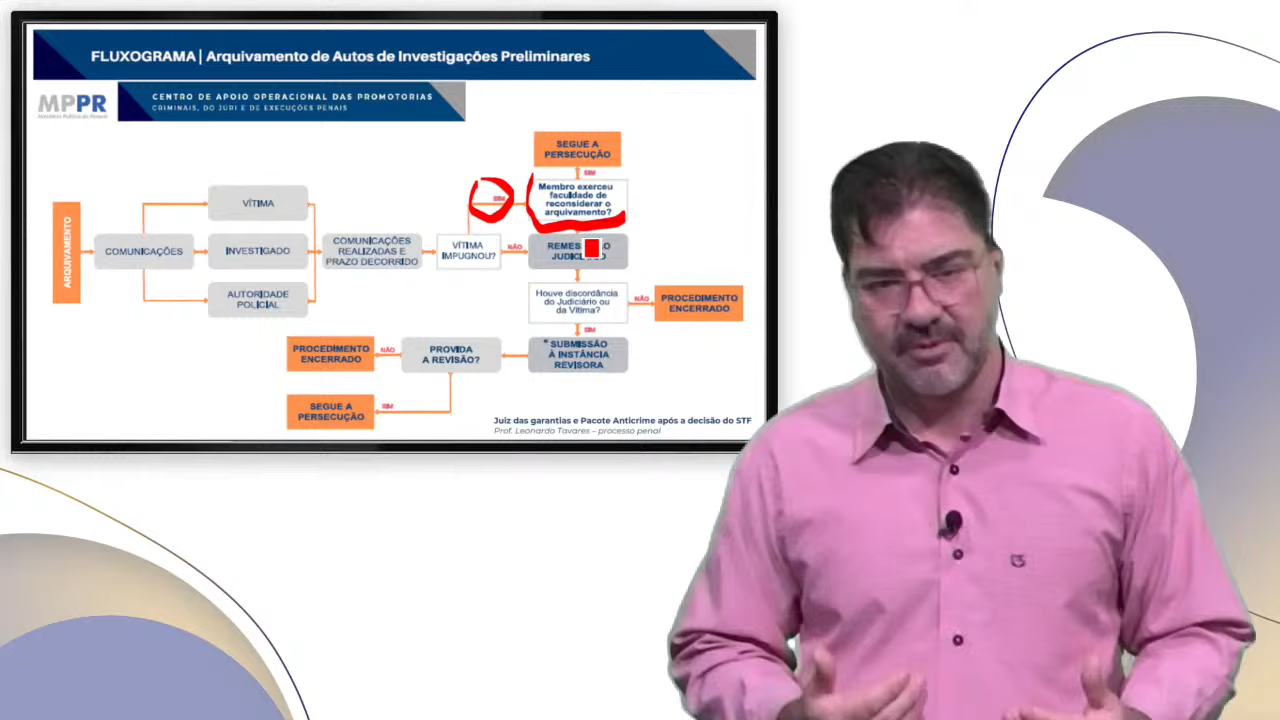 FLUXOGRAMA | Arquivamento de Autos de Investigações Preliminares
MPPR
Ministério Público do Paraná
CENTRO DE APOIO OPERACIONAL DAS PROMOTORIAS
CRIMINAIS, DO JÚRI E DE EXECUÇÕES PENAIS
SEGUE A
PERSECUÇÃO
SIM
Membro exerceu
faculdade de
reconsiderar o
arquivamento?
SIM
ARQUIVAMENTO
COMUNICAÇÕES
VÍTIMA
INVESTIGADO
AUTORIDADE
POLICIAL
COMUNICAÇÕES
REALIZADAS E
PRAZO DECORRIDO
VÍTIMA
IMPUGNOU?
NÃO
Houve discordância
do Judiciário ou
da Vítima?
NÃO
PROCEDIMENTO
ENCERRADO
SIM
* SUBMISSÃO
À INSTÂNCIA
REVISORA
PROVIDA
A REVISÃO?
NÃO
PROCEDIMENTO
ENCERRADO
SIM
SEGUE A
PERSECUÇÃO
Juiz das garantias e Pacote Anticrime após a decisão do STF
Prof. Leonardo Tavares – processo penal